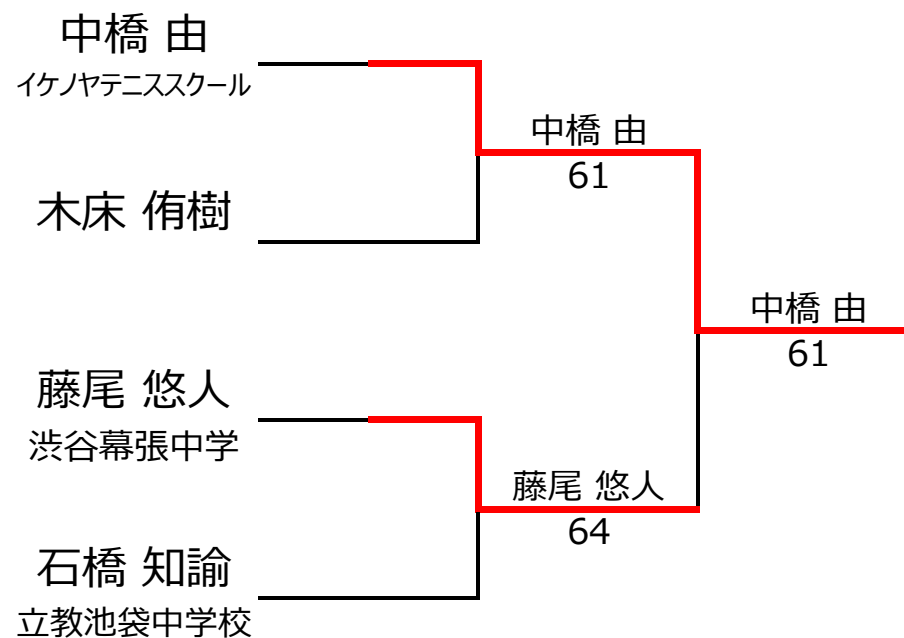 中橋 由
イケノヤテニススクール
木床 侑樹
藤尾 悠人
渋谷幕張中学
石橋 知諭
立教池袋中学校
中橋 由
61
藤尾 悠人
64
中橋 由
61